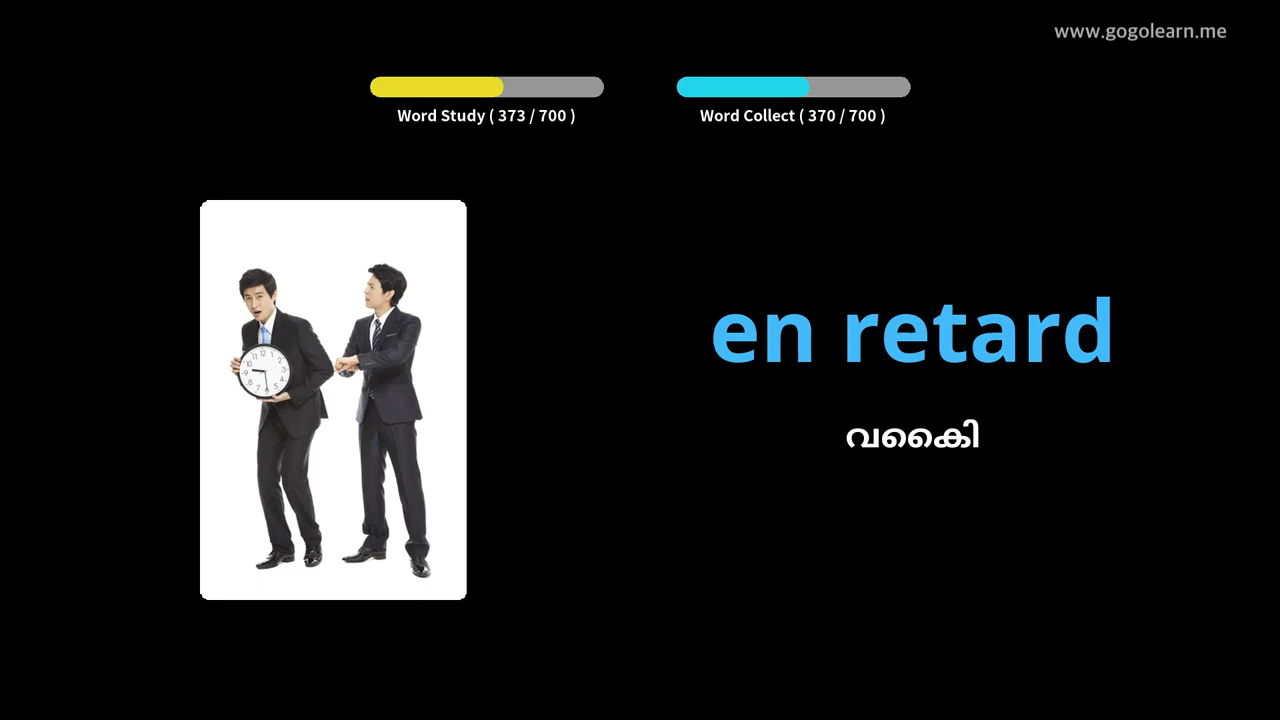 www.gogolearn.me
Word Study ( 373 / 700 )
Word Collect ( 370 / 700 )
en retard
വൈകി